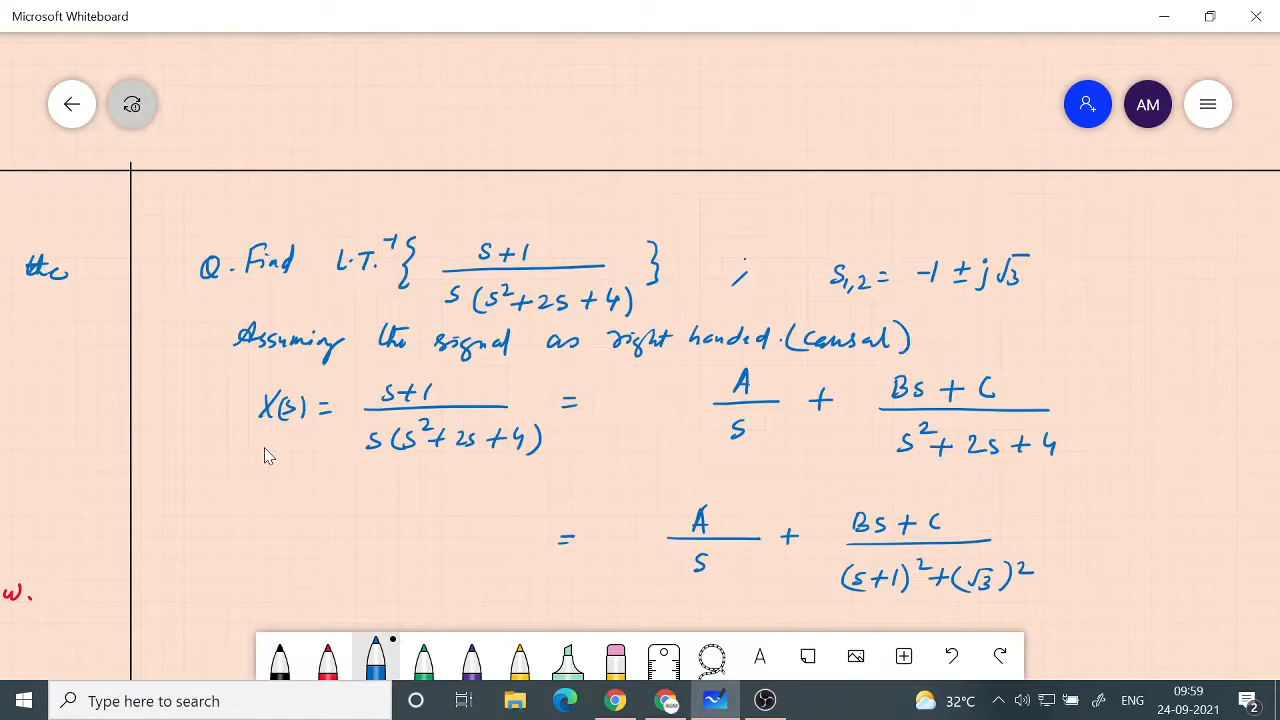 Microsoft Whiteboard
AM
the
Q. Find L.T.⁻¹ { s+1 / s(s²+2s+4) } ; S₁,₂ = -1 ± j√3
Assuming the signal as right handed. (causal)
X(s) = s+1 / s(s²+2s+4) = A / s + Bs + C / s²+2s+4
= A / s + Bs + C / (s+1)²+(√3)²
w.
A
Type here to search
AGM
32°C
ENG
09:59
24-09-2021
2